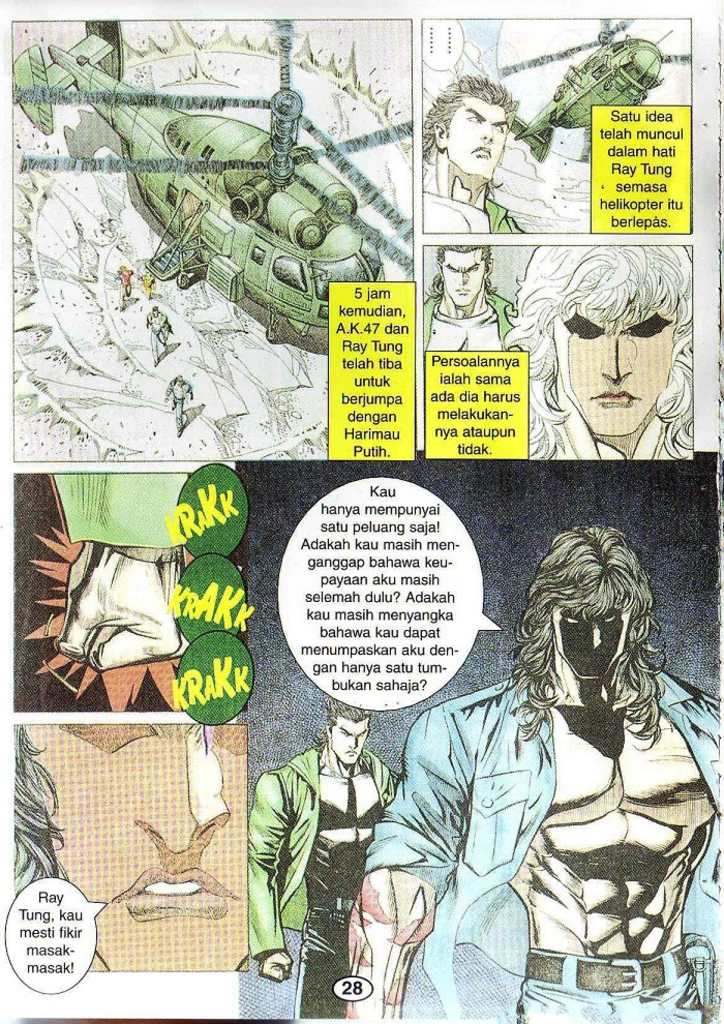 5 jam
kemudian,
A.K.47 dan
Ray Tung
telah tiba
untuk
berjumpa
dengan
Harimau
Putih.
Satu idea
telah muncul
dalam hati
Ray Tung
semasa
helikopter itu
berlepas.
Persoalannya
ialah sama
ada dia harus
melakukan-
nya ataupun
tidak.
KRAKK
KRAKK
KRAKK
Kau
hanya mempunyai
satu peluang saja!
Adakah kau masih men-
ganggap bahawa keu-
payaan aku masih
selemah dulu? Adakah
kau masih menyangka
bahawa kau dapat
menumpaskan aku den-
gan hanya satu tum-
bukan sahaja?
Ray
Tung, kau
mesti fikir
masak-
masak!
28